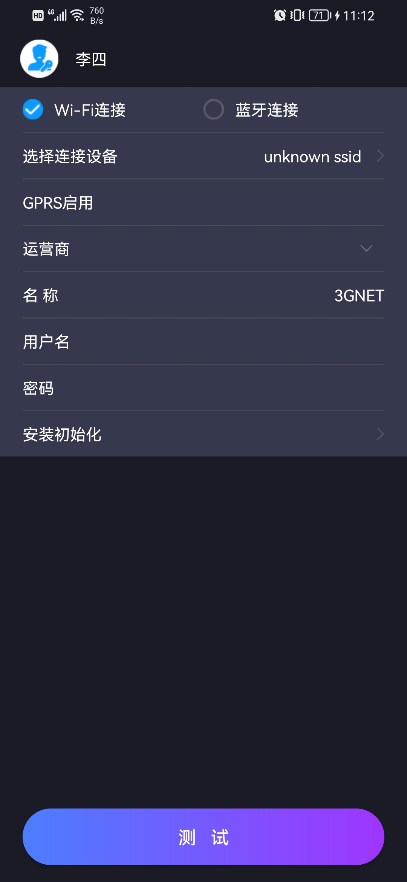 HD 4G 760 B/s 71 11:12
李四
Wi-Fi连接 蓝牙连接
选择连接设备 unknown ssid
GPRS启用
运营商
名 称 3GNET
用户名
密码
安装初始化
测 试